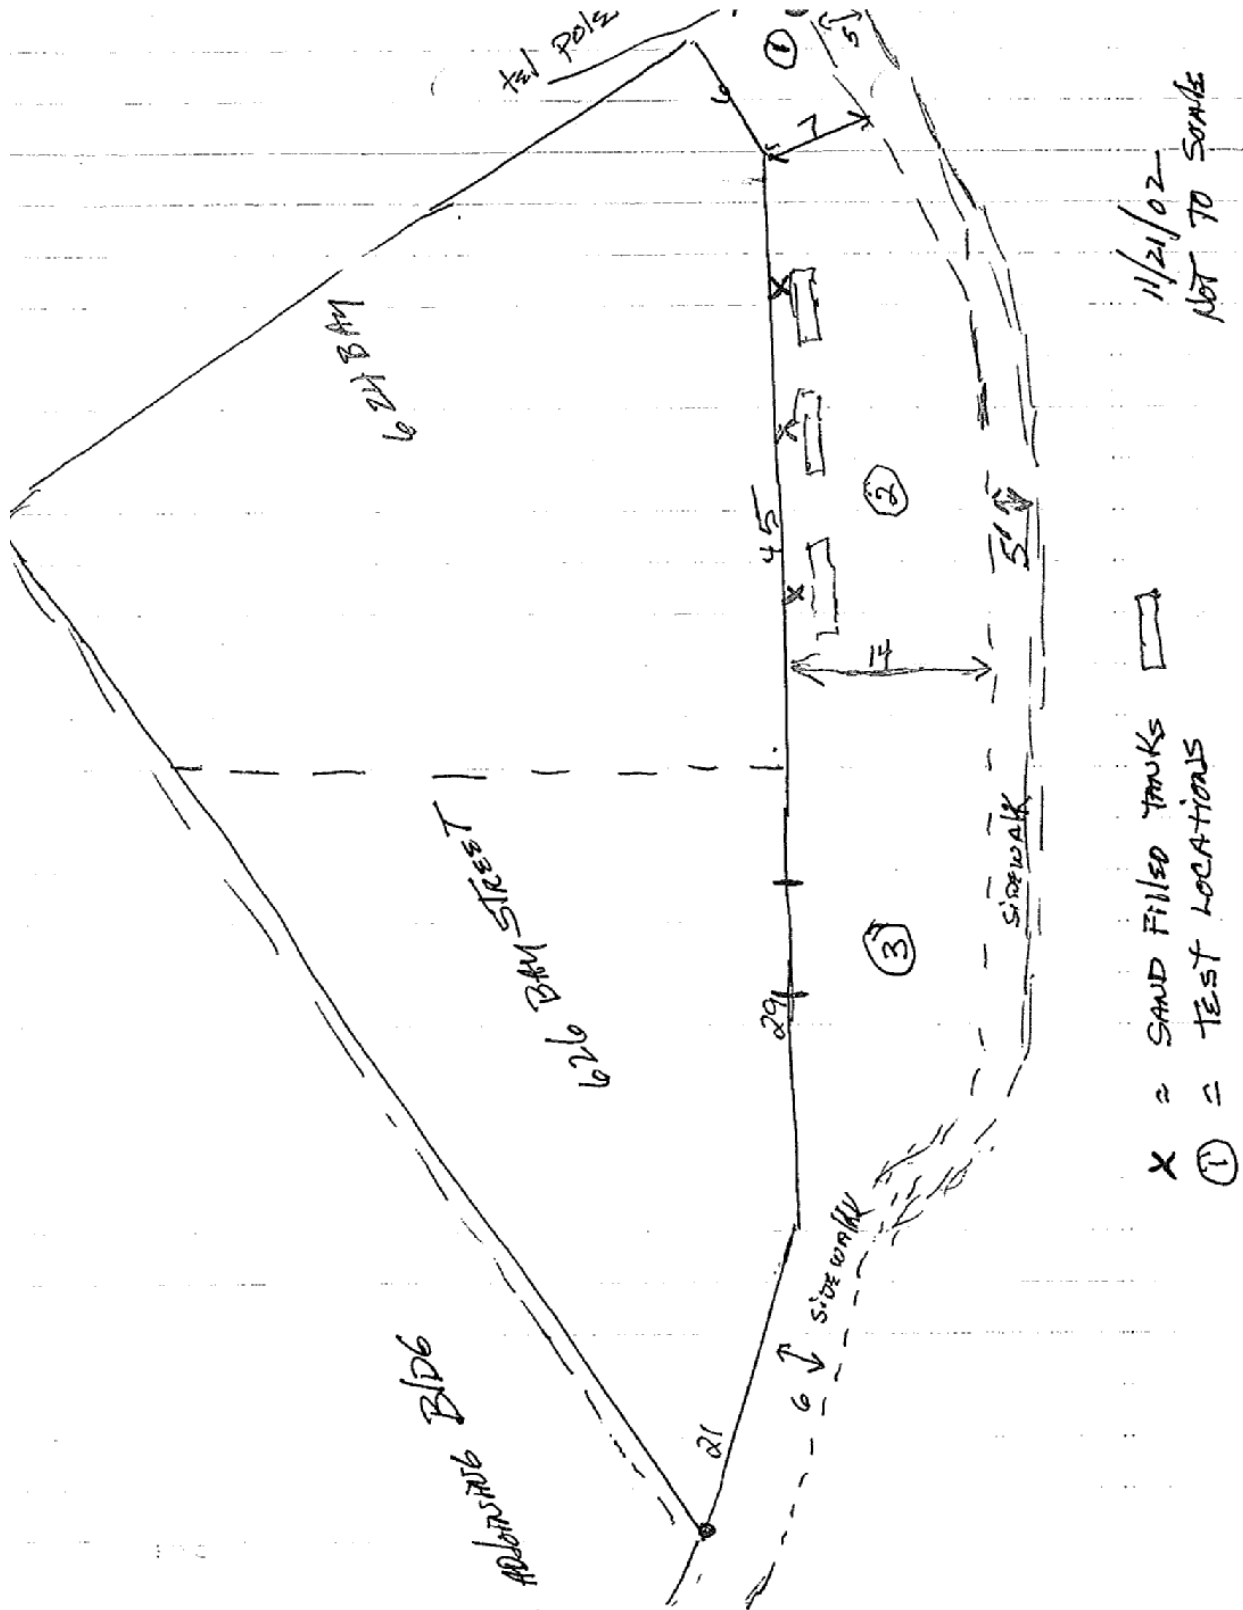 tel pole
①
5
6
7
624 BAY
45
②
5'
14
626 BAY STREET
29
③
SIDEWALK
SIDEWALK
6
21
ADJOINING BLDG
X = SAND FILLED TANKS
① = TEST LOCATIONS
11/21/02
NOT TO SCALE